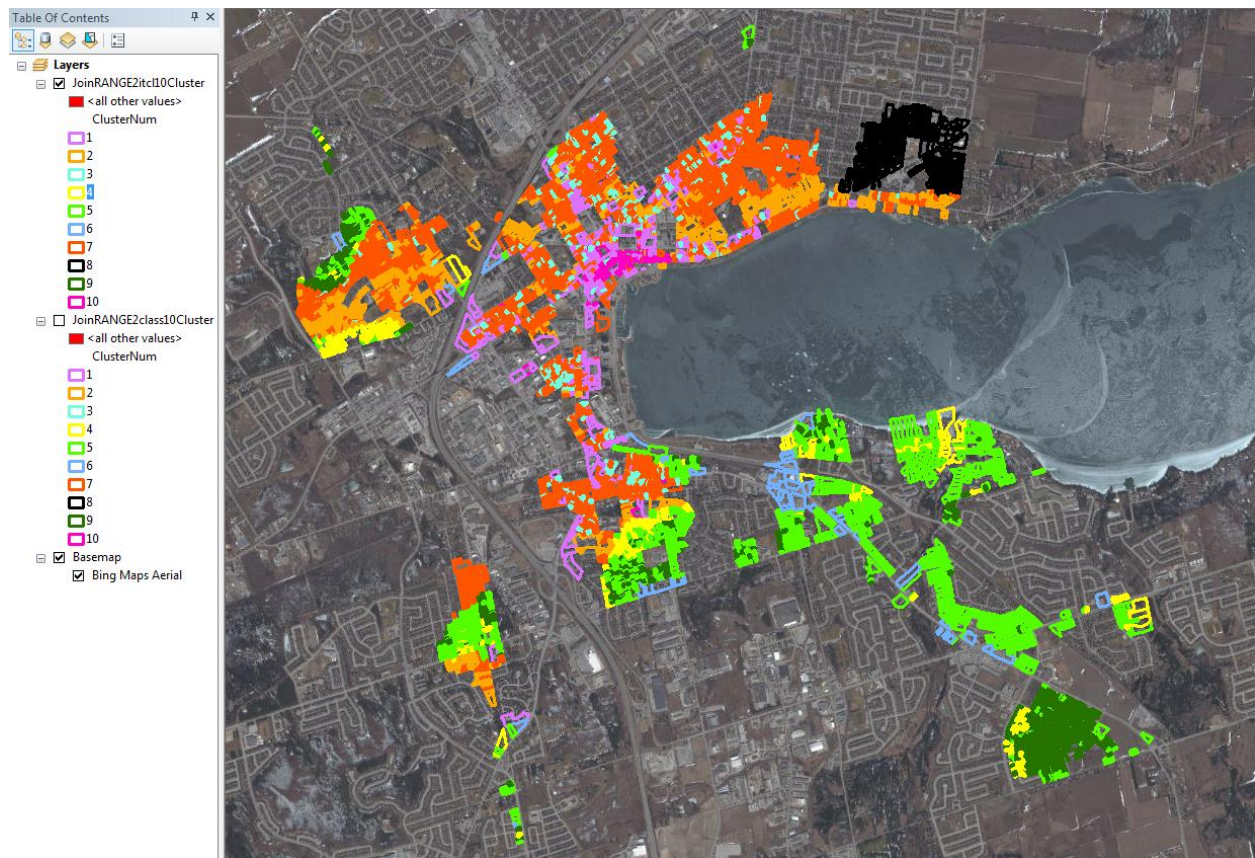 Table Of Contents
Layers
JoinRANGE2itcl10Cluster
<all other values>
ClusterNum
1
2
3
4
5
6
7
8
9
10
JoinRANGE2class10Cluster
<all other values>
ClusterNum
1
2
3
4
5
6
7
8
9
10
Basemap
Bing Maps Aerial